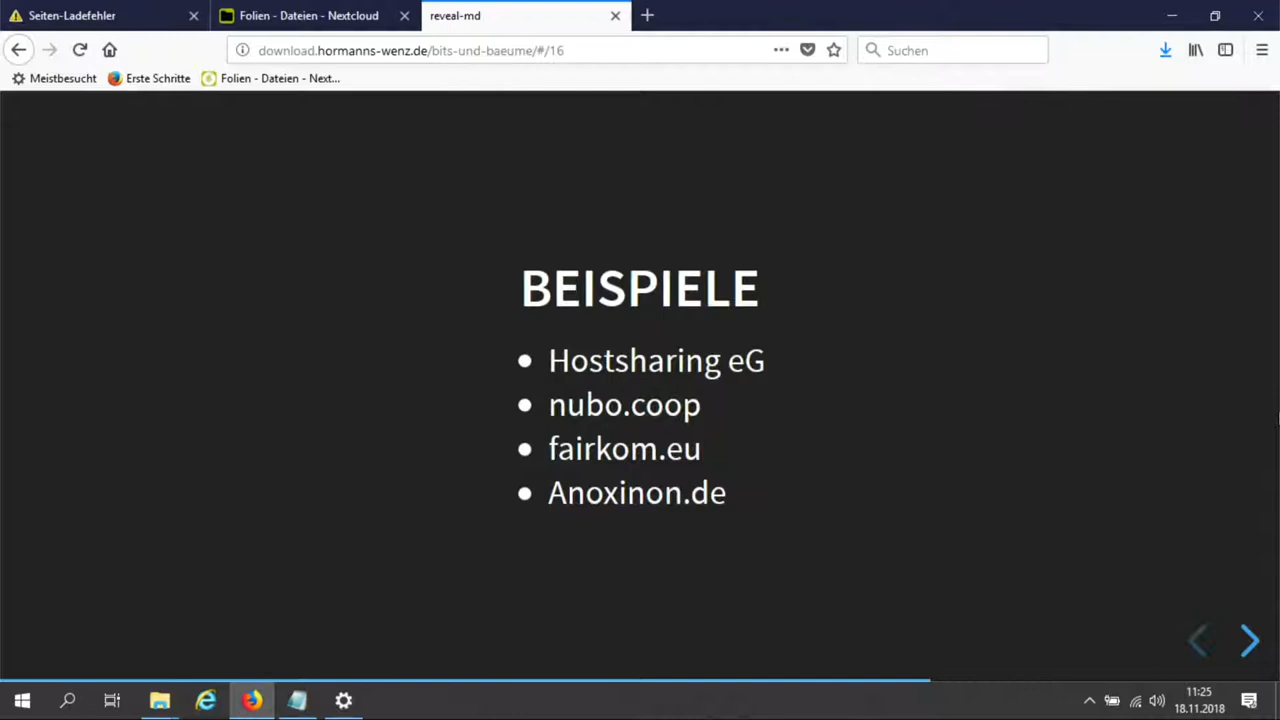 Seiten-Ladefehler
Folien - Dateien - Nextcloud
reveal-md
download.hormanns-wenz.de/bits-und-baeume/#/16
Suchen
Meistbesucht
Erste Schritte
Folien - Dateien - Next...
BEISPIELE
• Hostsharing eG
• nubo.coop
• fairkom.eu
• Anoxinon.de
11:25
18.11.2018